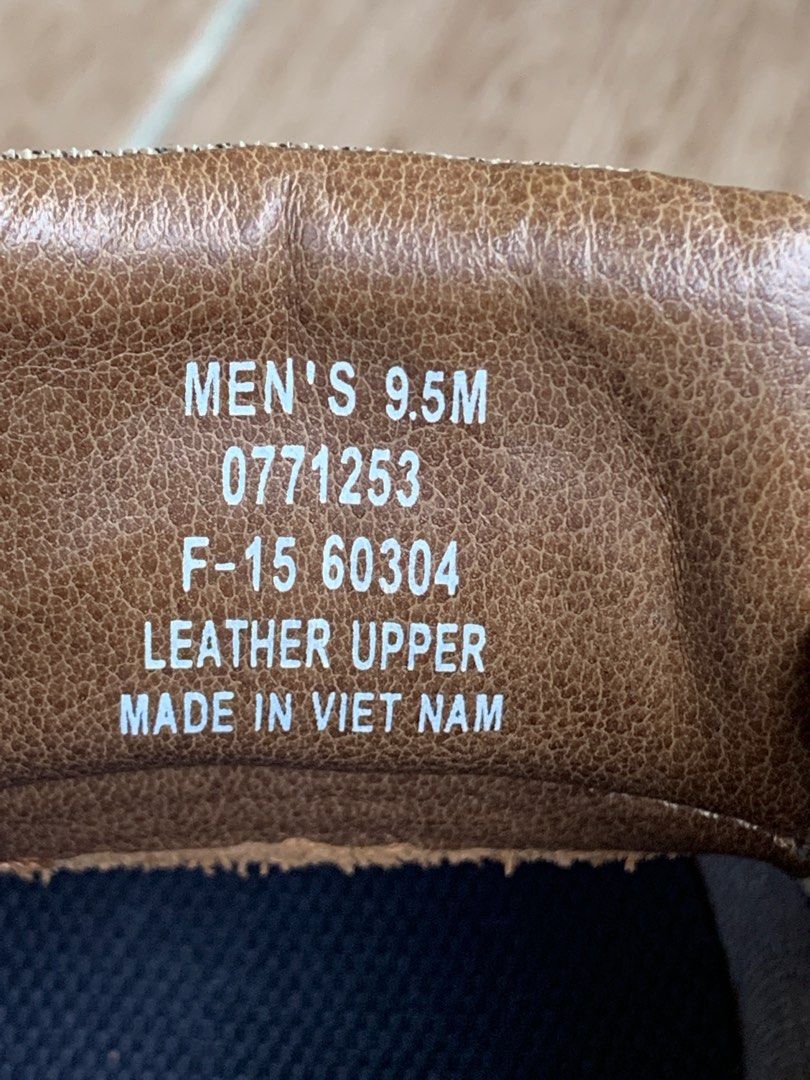 MEN'S 9.5M
0771253
F-15 60304
LEATHER UPPER
MADE IN VIET NAM